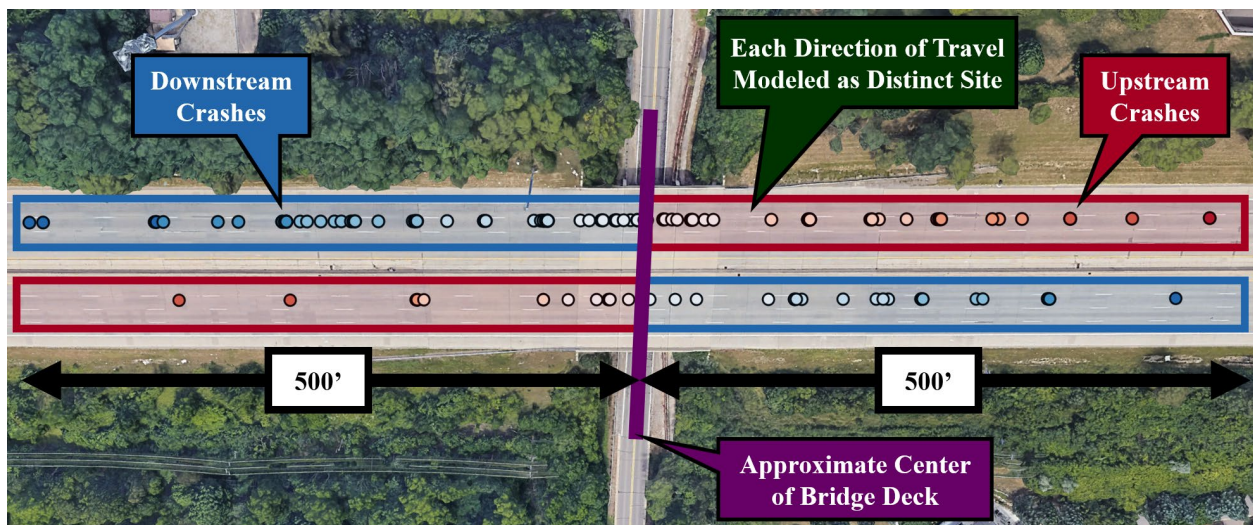 Downstream
Crashes
Each Direction of Travel
Modeled as Distinct Site
Upstream
Crashes
500’
500’
Approximate Center
of Bridge Deck